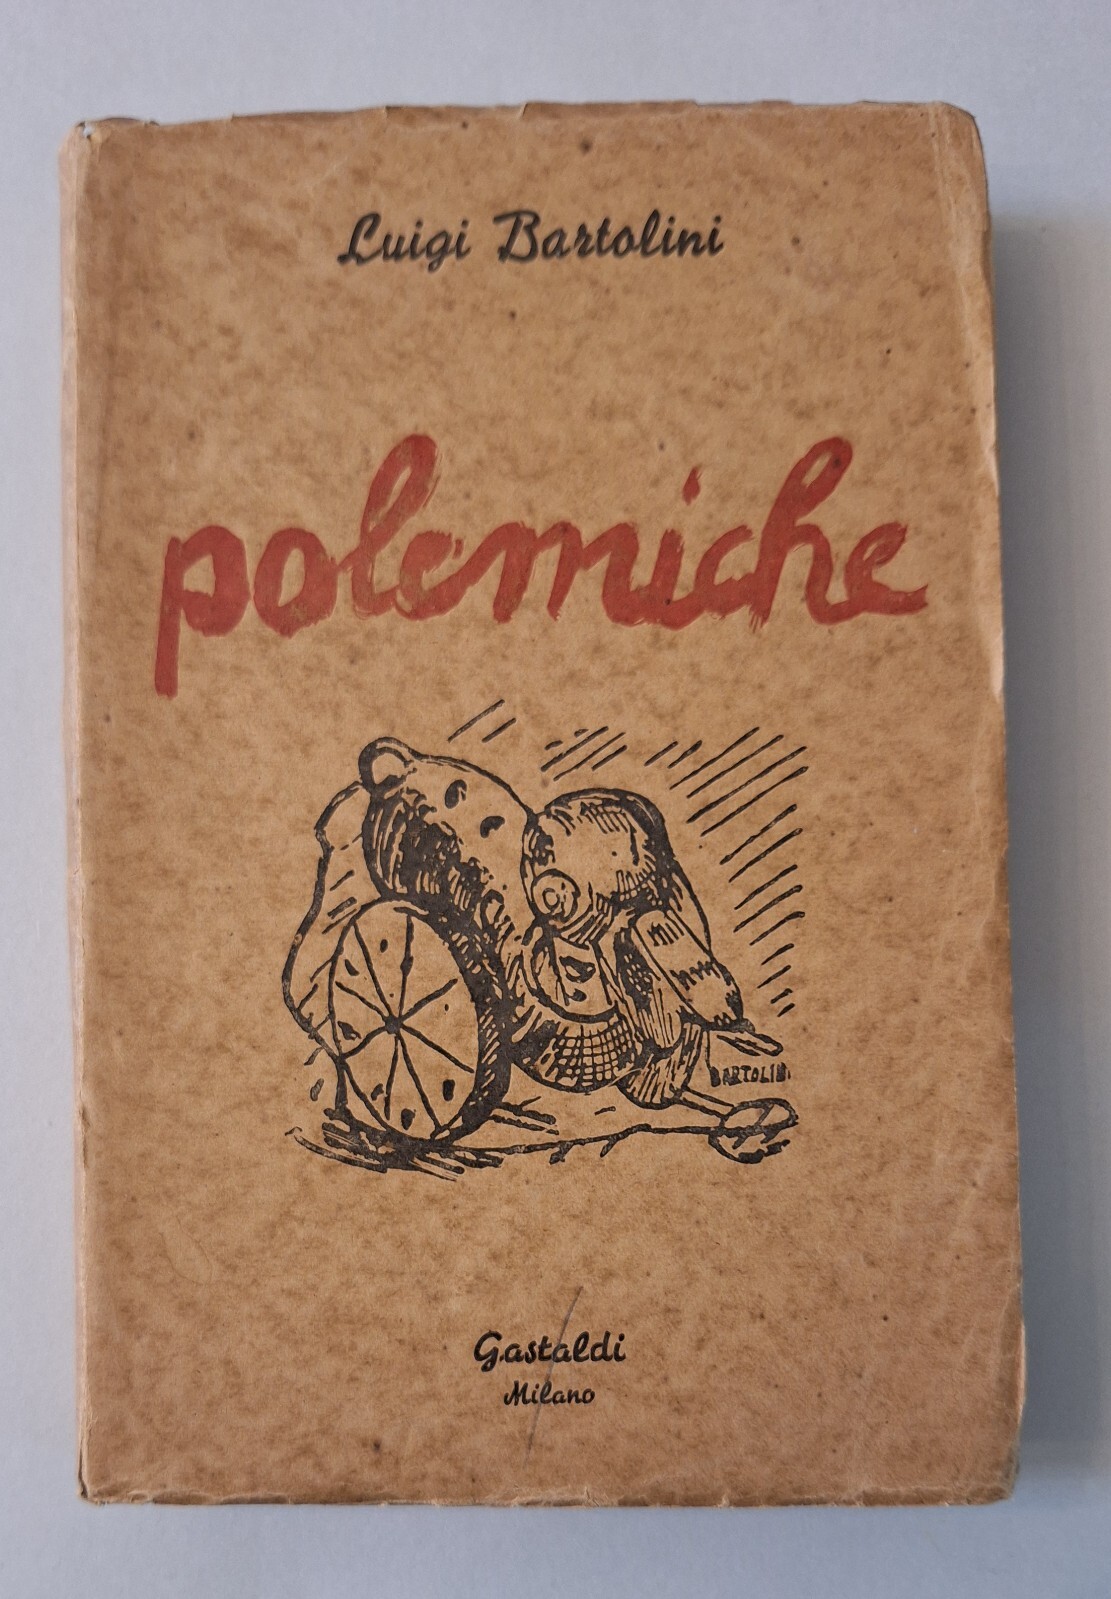 Luigi Bartolini
polemiche
BARTOLINI
Gastaldi
Milano